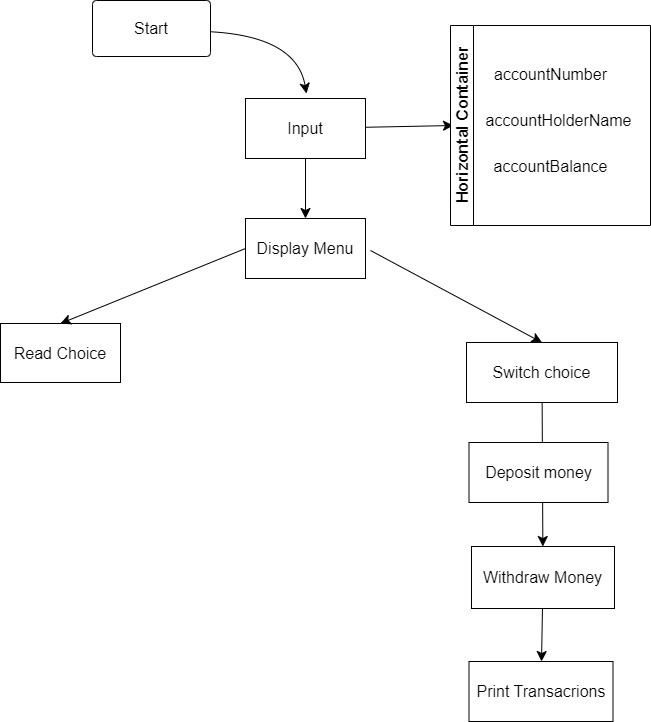 Start
Input
Horizontal Container
accountNumber
accountHolderName
accountBalance
Display Menu
Read Choice
Switch choice
Deposit money
Withdraw Money
Print Transacrions